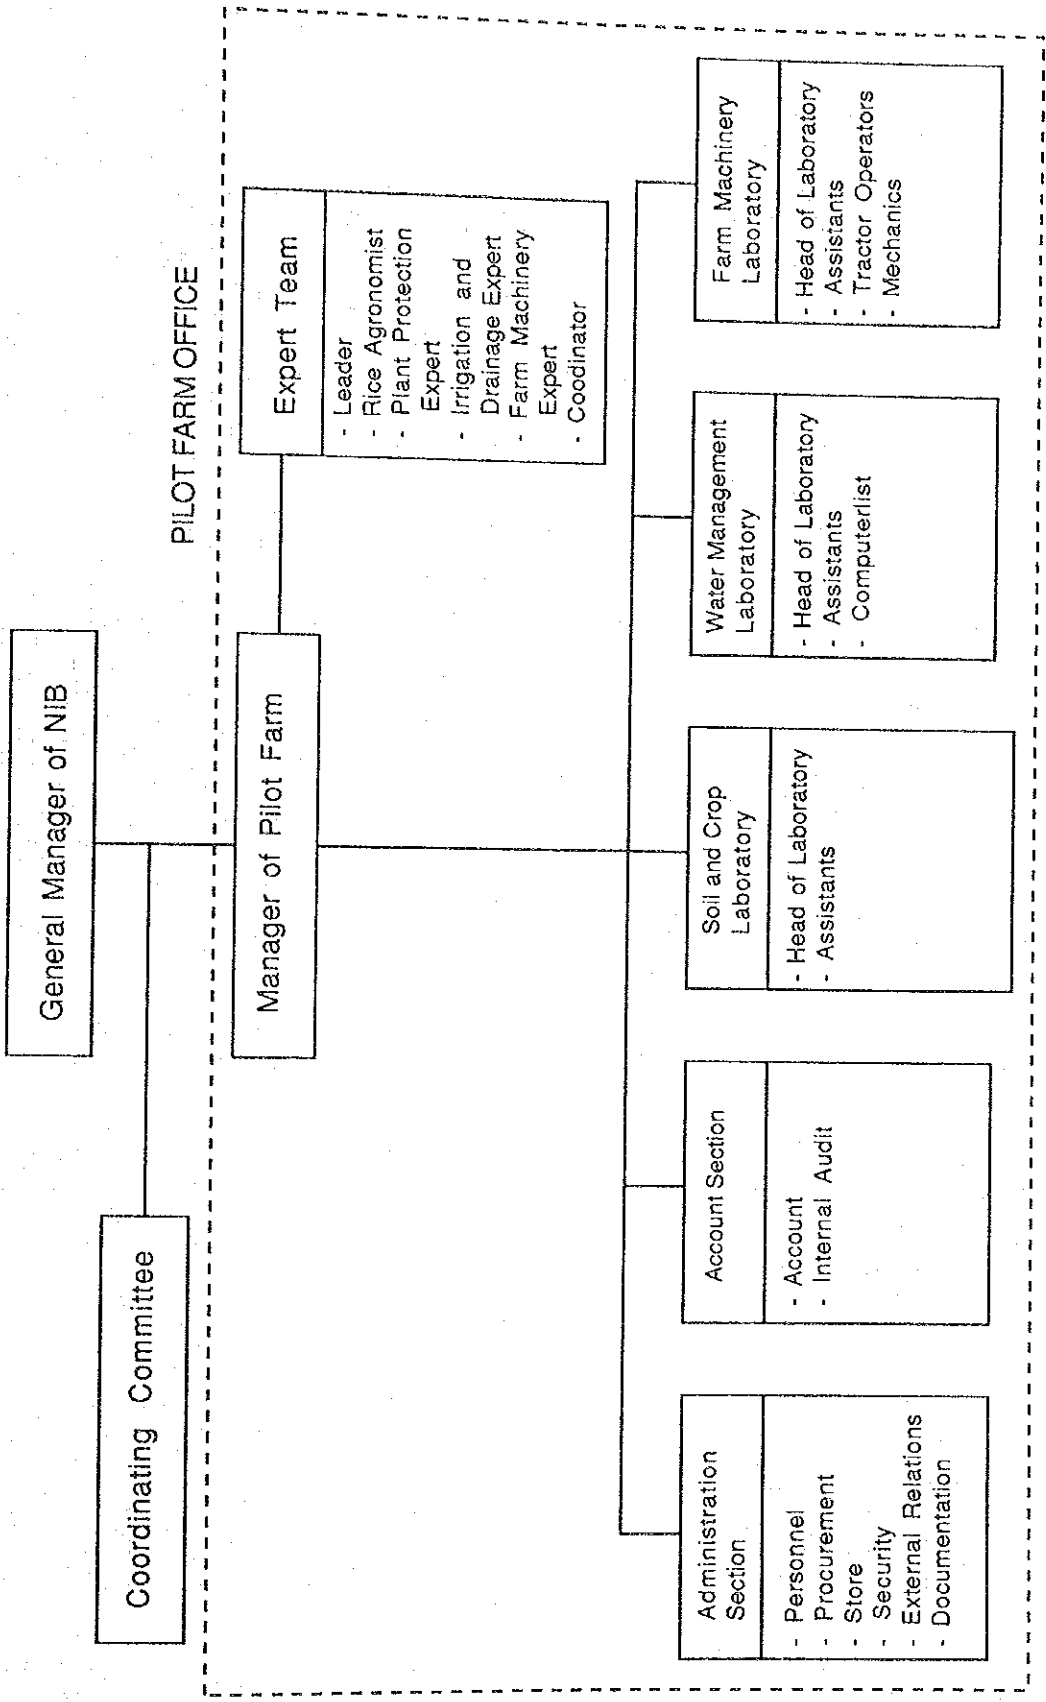 General Manager of NIB
Coordinating Committee
PILOT FARM OFFICE
Manager of Pilot Farm
Expert Team
- Leader
- Rice Agronomist
- Plant Protection
Expert
- Irrigation and
Drainage Expert
- Farm Machinery
Expert
- Coodinator
Administration
Section
- Personnel
- Procurement
- Store
- Security
- External Relations
- Documentation
Account Section
- Account
- Internal Audit
Soil and Crop
Laboratory
- Head of Laboratory
- Assistants
Water Management
Laboratory
- Head of Laboratory
- Assistants
- Computerlist
Farm Machinery
Laboratory
- Head of Laboratory
- Assistants
- Tractor Operators
- Mechanics